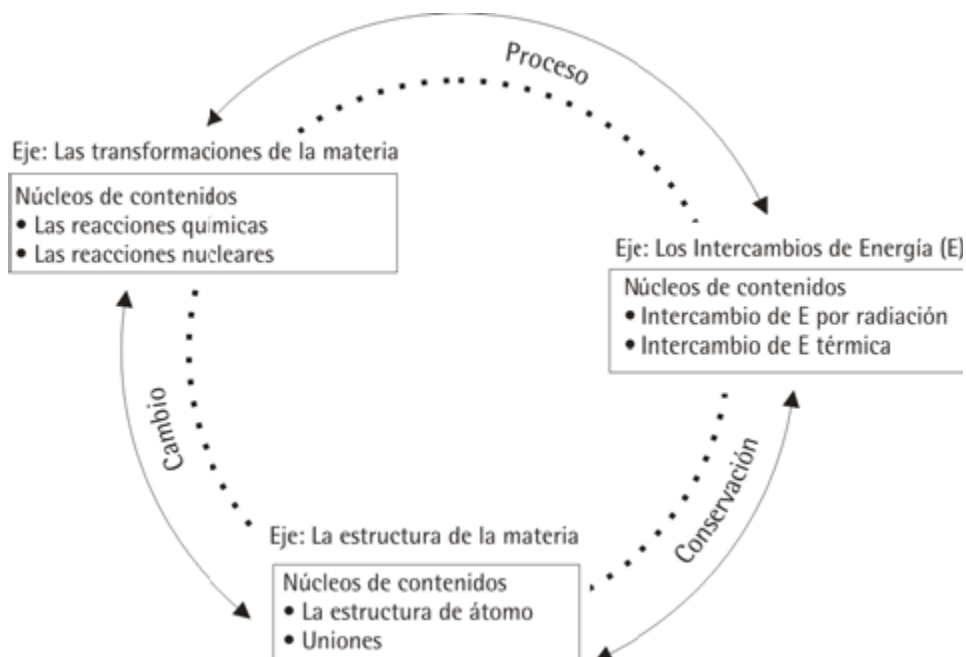 Proceso
Eje: Las transformaciones de la materia
Núcleos de contenidos
• Las reacciones químicas
• Las reacciones nucleares
Eje: Los Intercambios de Energía (E)
Núcleos de contenidos
• Intercambio de E por radiación
• Intercambio de E térmica
Cambio
Conservación
Eje: La estructura de la materia
Núcleos de contenidos
• La estructura de átomo
• Uniones